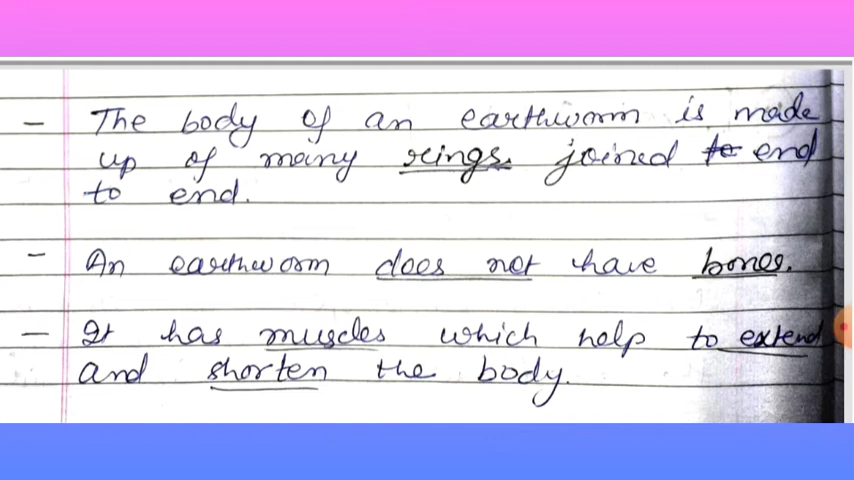 - The body of an earthworm is made
up of many rings joined to end
to end.
- An earthworm does not have bones.
- It has muscles which help to extend
and shorten the body.